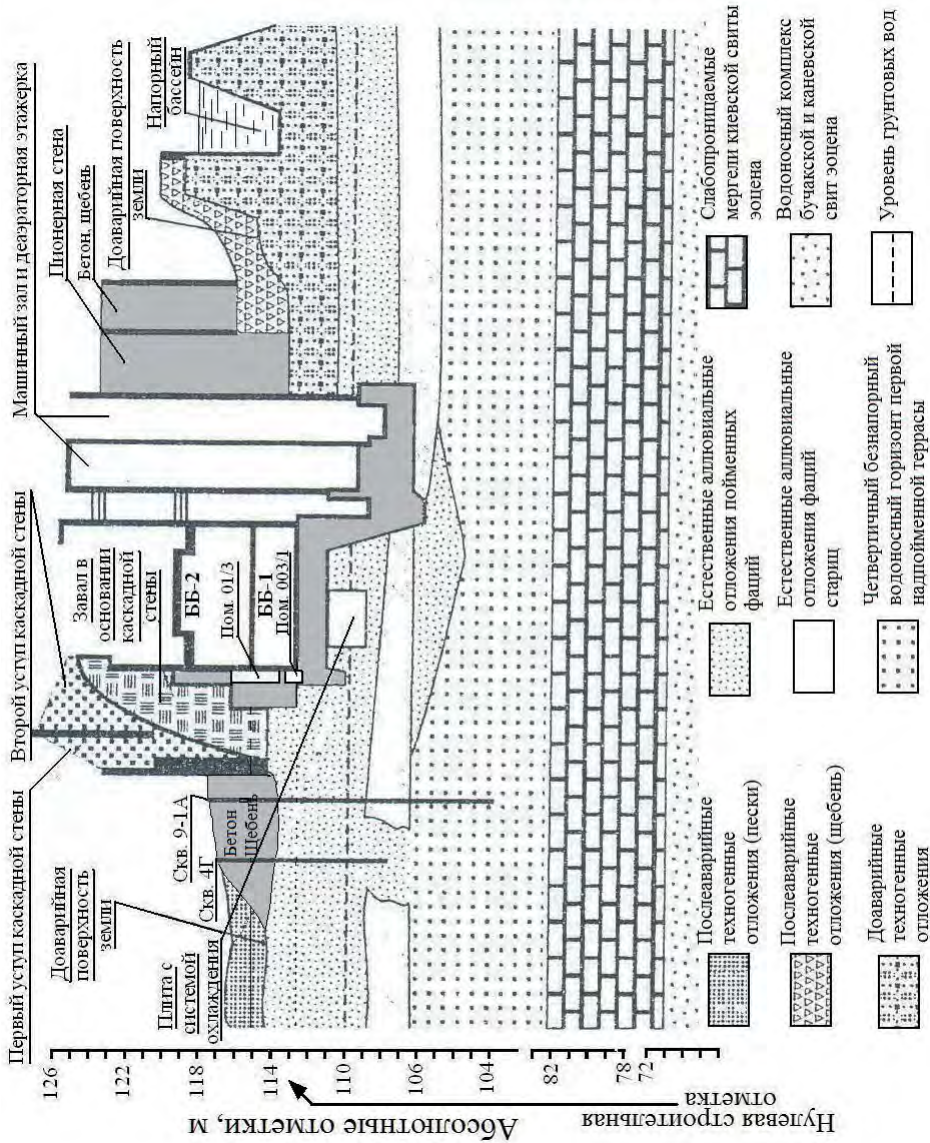 Первый уступ каскадной стены
Второй уступ каскадной стены
Машинный зал и деаэраторная этажерка
Пионерная стена
Бетон. щебень
Доаварийная поверхность
земли
Напорный
бассейн
Завал в
основании
каскадной
стены
ББ-2
Пом. 01/3
ББ-1
Пом. 003/1
Доаварийная
поверхность
земли
Скв. 9-1А
Скв. 4Г
Бетон
Щебень
Плита с
системой
охлаждения
126
122
118
114
110
106
104
82
78
72
Абсолютные отметки, м
Нулевая строительная
отметка
Послеаварийные
техногенные
отложения (пески)
Послеаварийные
техногенные
отложения (щебень)
Доаварийные
техногенные
отложения
Естественные аллювиальные
отложения пойменных
фаций
Естественные аллювиальные
отложения фаций
стариц
Четвертичный безнапорный
водоносный горизонт первой
надпойменной террасы
Слабопроницаемые
мергели киевской свиты
эоцена
Водоносный комплекс
бучакской и каневской
свит эоцена
Уровень грунтовых вод